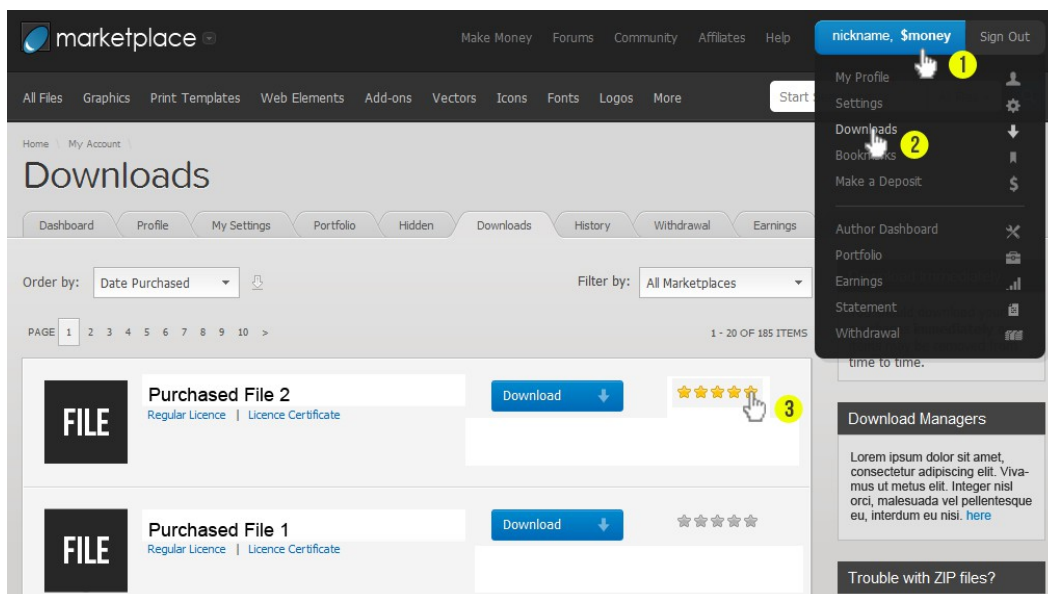 marketplace
Make Money Forums Community Affiliates Help
nickname, $money Sign Out
1
All Files Graphics Print Templates Web Elements Add-ons Vectors Icons Fonts Logos More
Start
My Profile
Settings
Downloads
2
Bookmarks
Make a Deposit
$
Author Dashboard
Portfolio
Earnings
Statement
Withdrawal
Home \ My Account \
Downloads
Dashboard Profile My Settings Portfolio Hidden Downloads History Withdrawal Earnings
Order by: Date Purchased
Filter by: All Marketplaces
PAGE 1 2 3 4 5 6 7 8 9 10 >
1 - 20 OF 185 ITEMS
time to time.
FILE
Purchased File 2
Regular Licence | Licence Certificate
Download
3
FILE
Purchased File 1
Regular Licence | Licence Certificate
Download
Download Managers
Lorem ipsum dolor sit amet,
consectetur adipiscing elit. Viva-
mus ut metus elit. Integer nisl
orci, malesuada vel pellentesque
eu, interdum eu nisi. here
Trouble with ZIP files?